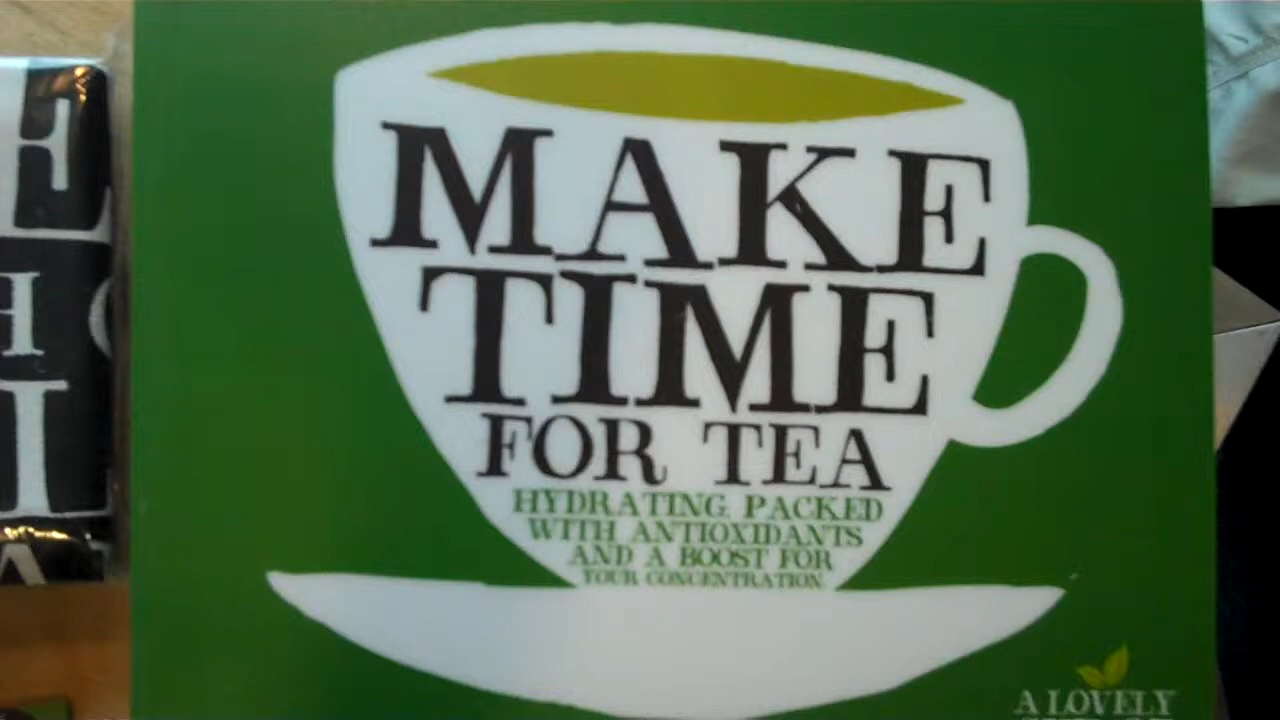 MAKE
TIME
FOR TEA
HYDRATING, PACKED
WITH ANTIOXIDANTS
AND A BOOST FOR
YOUR CONCENTRATION
A LOVELY